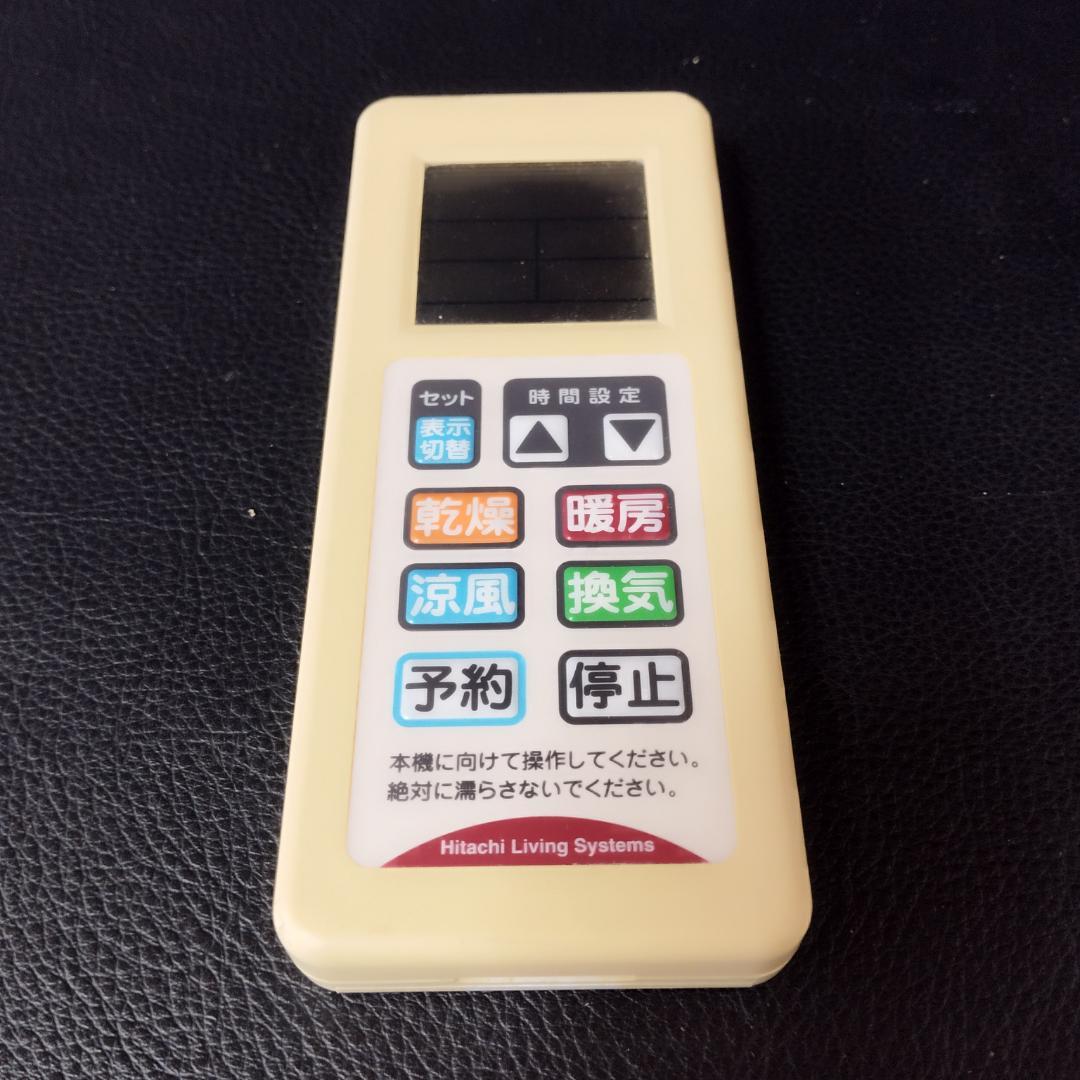 セット
表示
切替
時間設定
▲ ▼
乾燥
暖房
涼風
換気
予約
停止
本機に向けて操作してください。
絶対に濡らさないでください。
Hitachi Living Systems